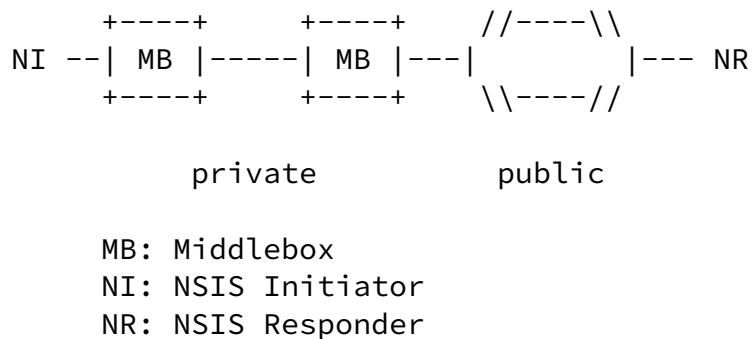 +----+     +----+    //----\\
NI --| MB |-----| MB |---|        |--- NR
     +----+     +----+    \\----//
private public
MB: Middlebox
NI: NSIS Initiator
NR: NSIS Responder